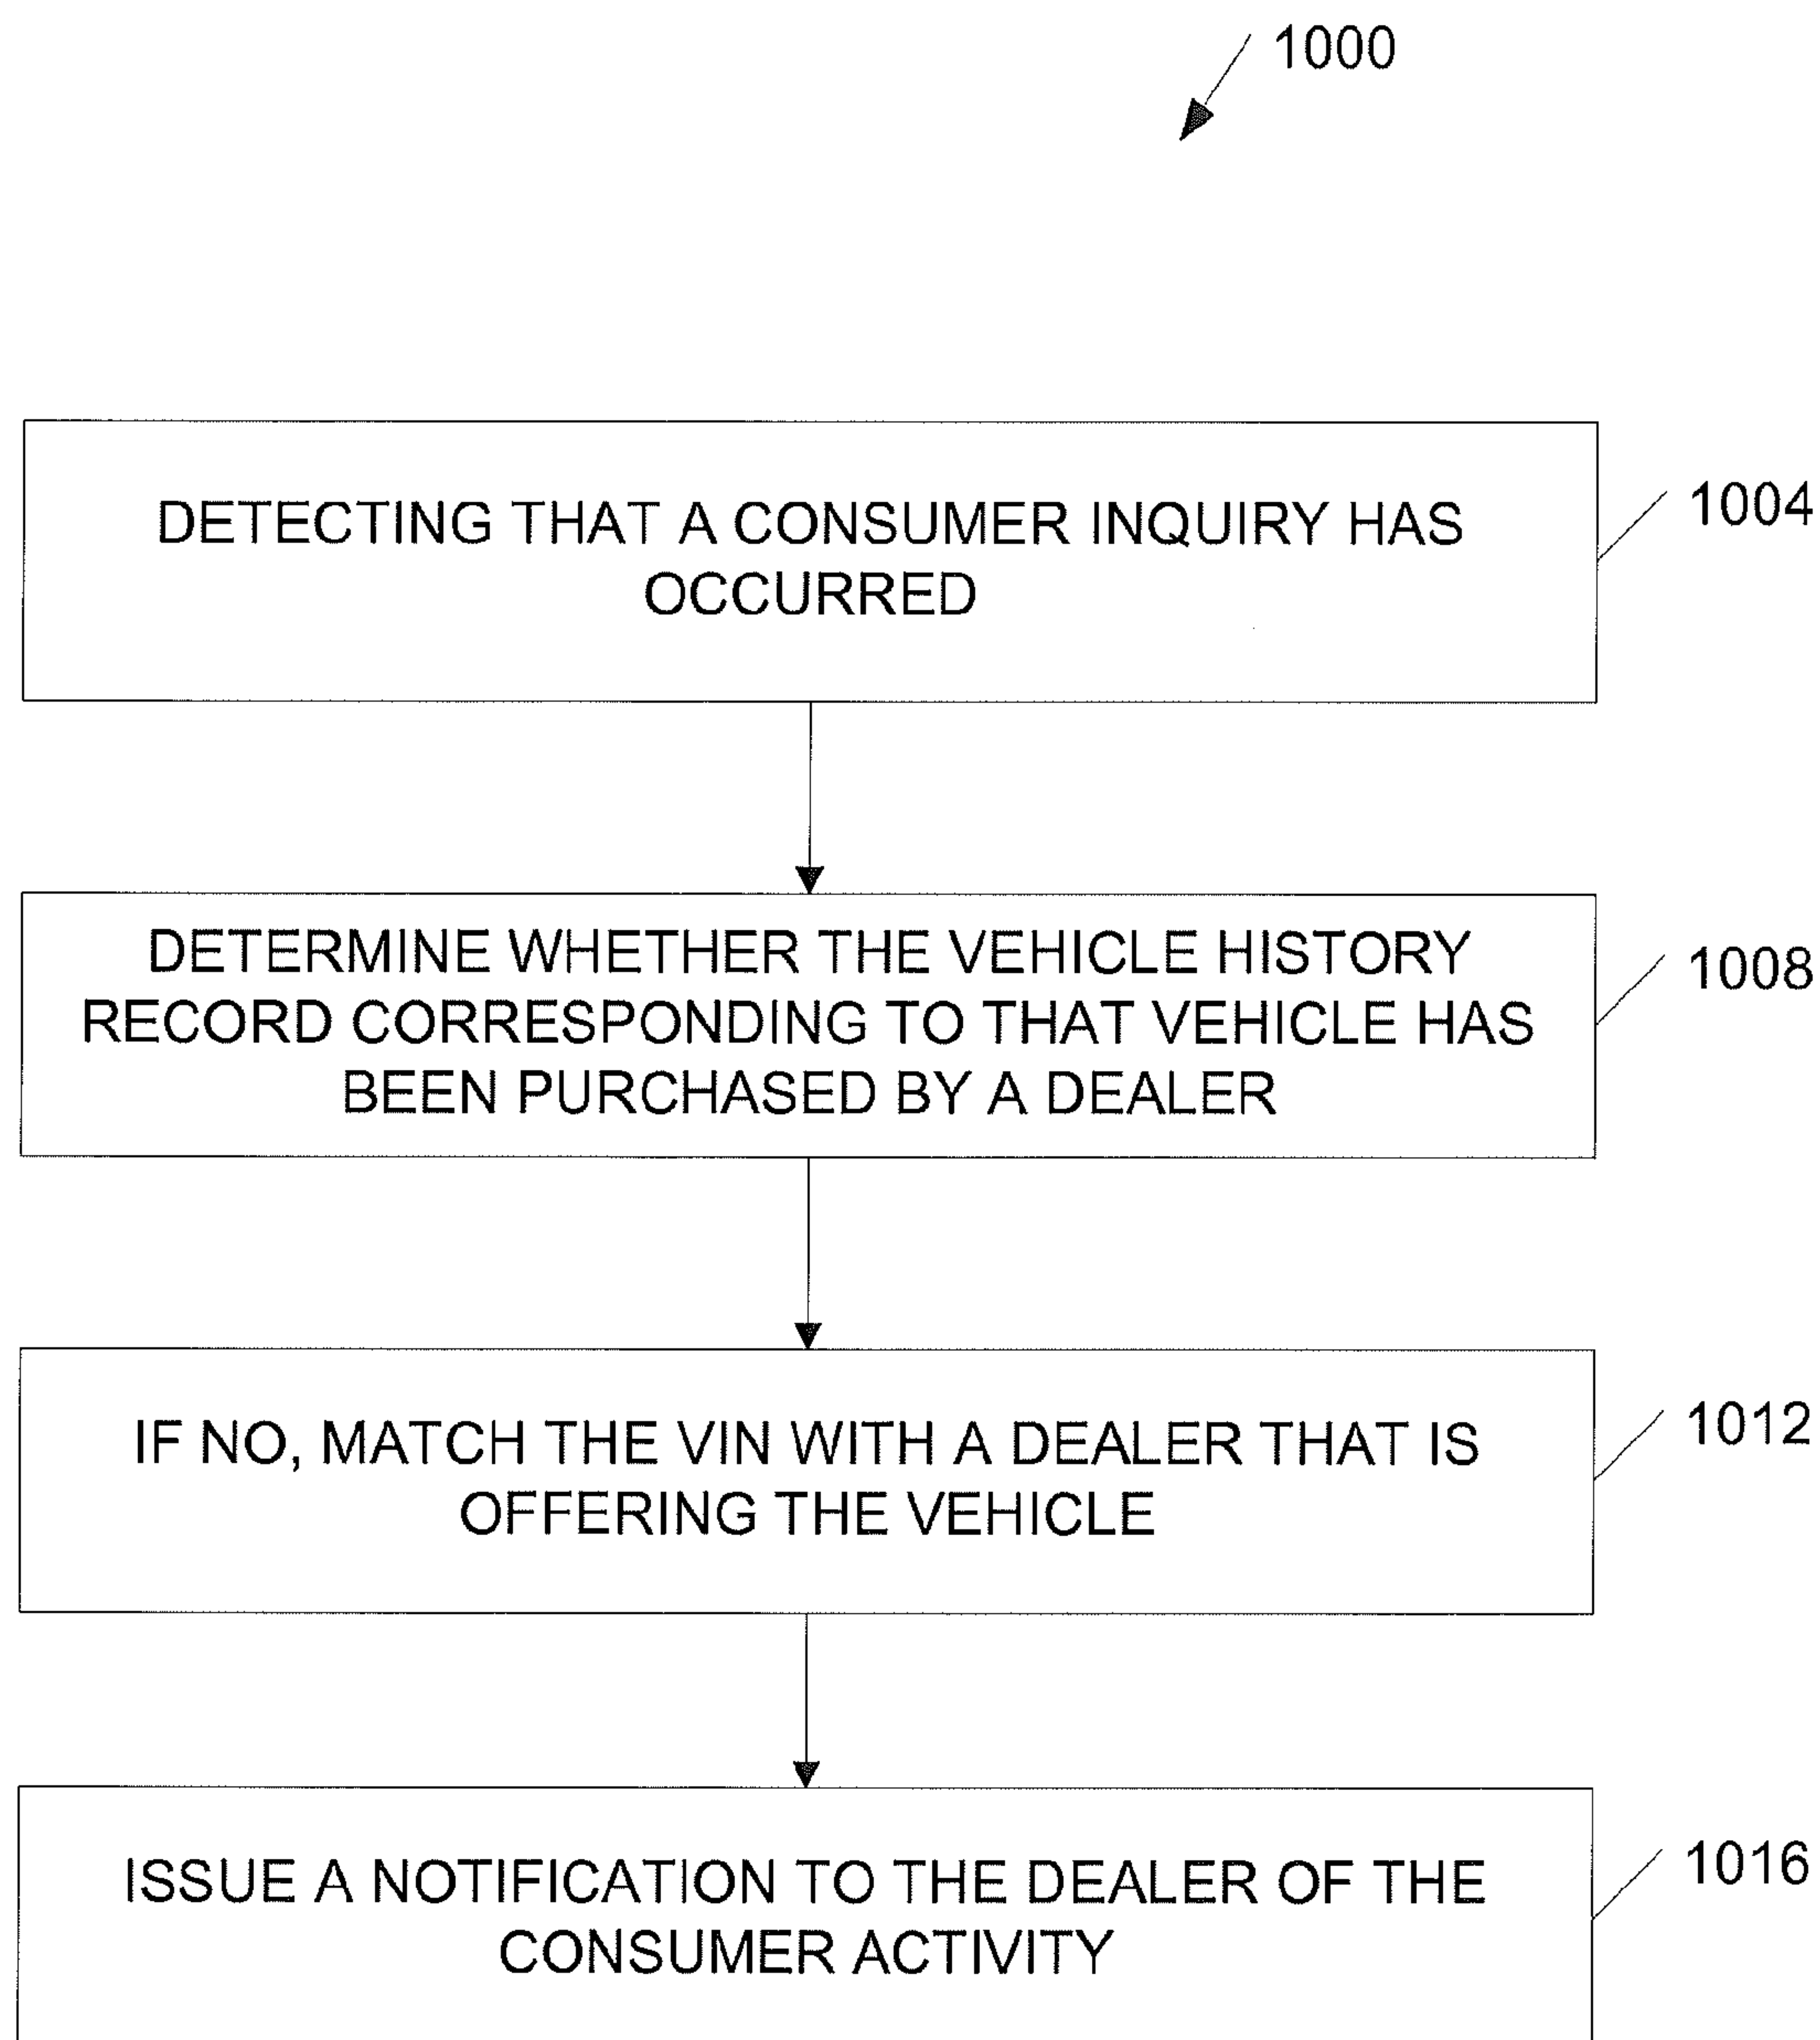 1000
DETECTING THAT A CONSUMER INQUIRY HAS
OCCURRED
1004
DETERMINE WHETHER THE VEHICLE HISTORY
RECORD CORRESPONDING TO THAT VEHICLE HAS
BEEN PURCHASED BY A DEALER
1008
IF NO, MATCH THE VIN WITH A DEALER THAT IS
OFFERING THE VEHICLE
1012
ISSUE A NOTIFICATION TO THE DEALER OF THE
CONSUMER ACTIVITY
1016